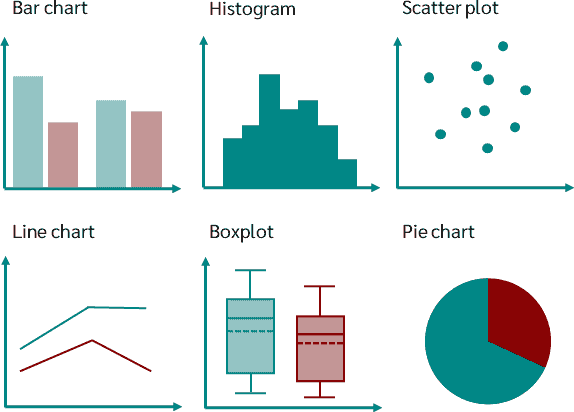 Bar chart
Histogram
Scatter plot
Line chart
Boxplot
Pie chart